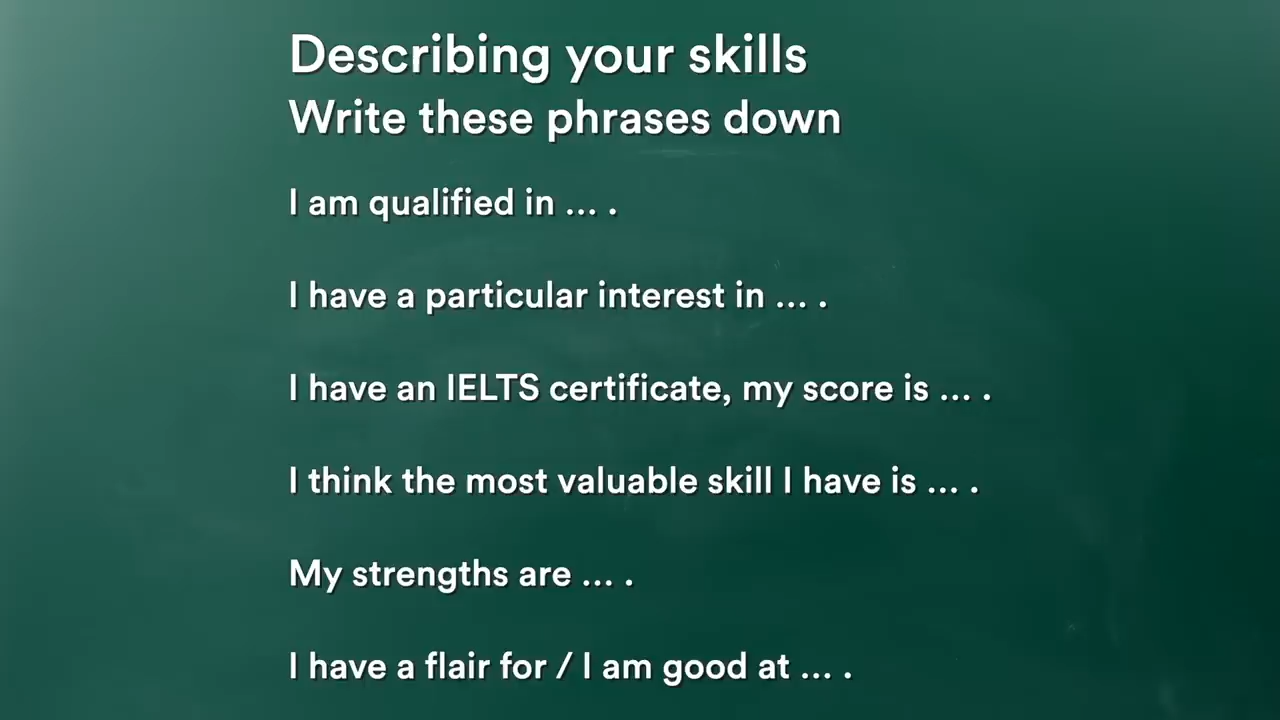 Describing your skills
Write these phrases down
I am qualified in ... .
I have a particular interest in ... .
I have an IELTS certificate, my score is ... .
I think the most valuable skill I have is ... .
My strengths are ... .
I have a flair for / I am good at ... .